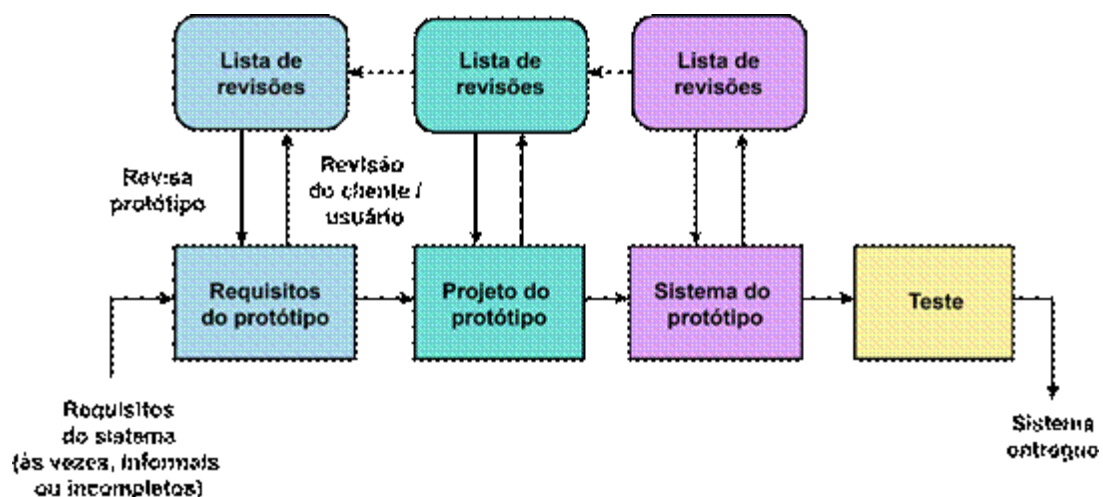 Lista de
revisões
Lista de
revisões
Lista de
revisões
Revisa
protótipo
Revisão
do cliente /
usuário
Requisitos
do protótipo
Projeto do
protótipo
Sistema do
protótipo
Teste
Requisitos
do sistema
(às vezes, informais
ou incompletos)
Sistema
entregue